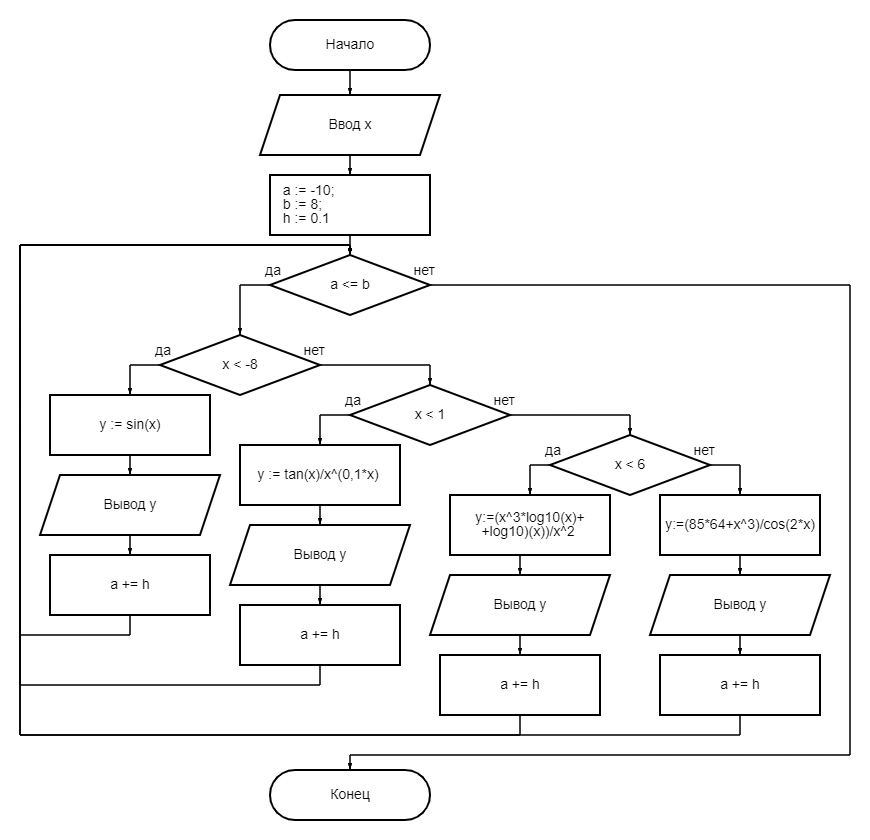 Начало
Ввод x
a := -10;
b := 8;
h := 0.1
да
нет
a <= b
да
нет
x < -8
да
нет
x < 1
y := sin(x)
да
нет
x < 6
y := tan(x)/x^(0,1*x)
Вывод y
y:=(x^3*log10(x)+
+log10)(x))/x^2
y:=(85*64+x^3)/cos(2*x)
Вывод y
a += h
Вывод y
Вывод y
a += h
a += h
a += h
Конец